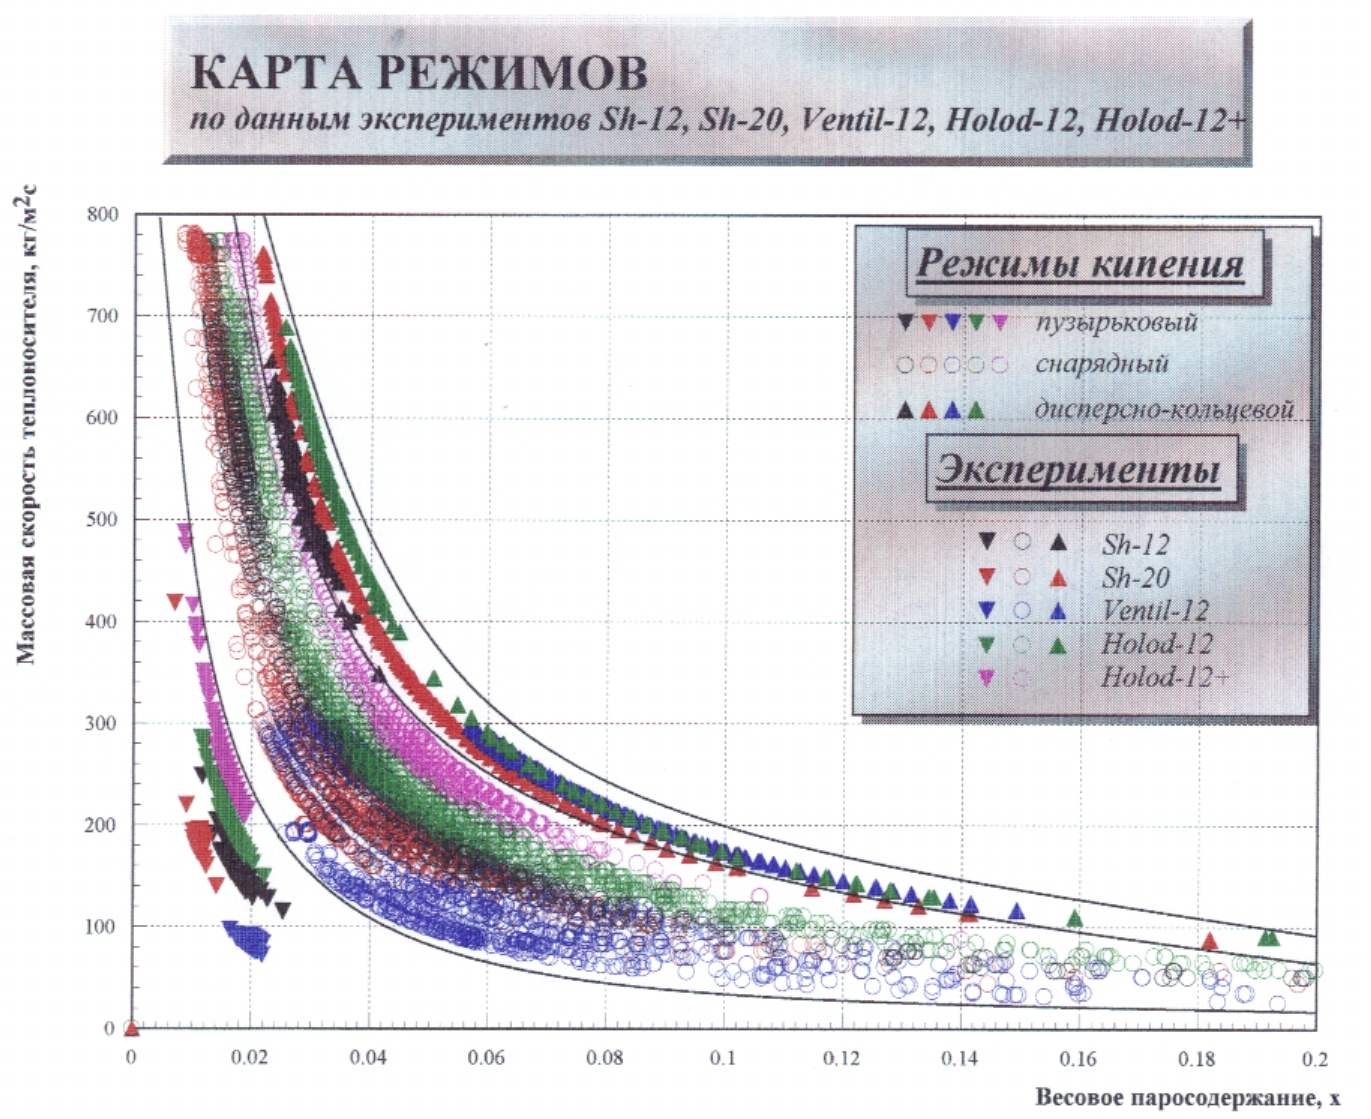 КАРТА РЕЖИМОВ
по данным экспериментов Sh-12, Sh-20, Ventil-12, Holod-12, Holod-12+
Массовая скорость теплоносителя, кг/м²с
800
700
600
500
400
300
200
100
0
Режимы кипения
пузырьковый
снарядный
дисперсно-кольцевой
Эксперименты
Sh-12
Sh-20
Ventil-12
Holod-12
Holod-12+
0 0.02 0.04 0.06 0.08 0.1 0.12 0.14 0.16 0.18 0.2
Весовое паросодержание, x